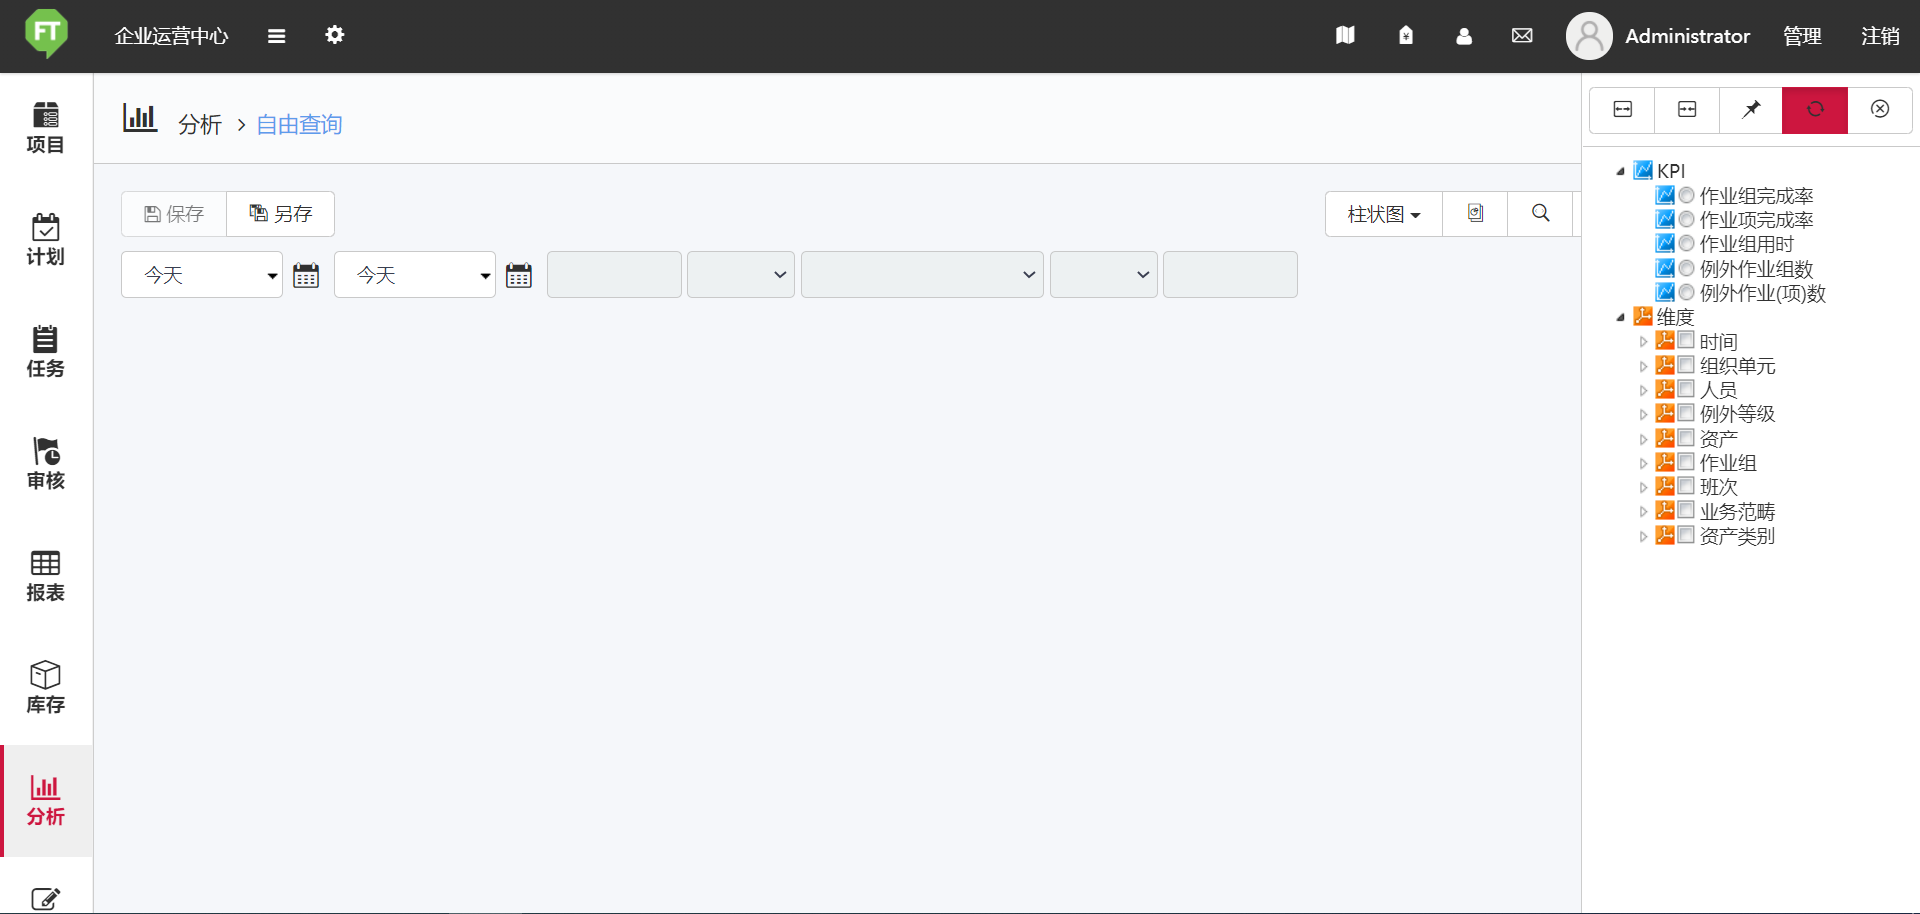 FT
企业运营中心
Administrator
管理
注销
项目
计划
任务
审核
报表
库存
分析
分析 > 自由查询
保存
另存
柱状图
今天
今天
KPI
作业组完成率
作业项完成率
作业组用时
例外作业组数
例外作业(项)数
维度
时间
组织单元
人员
例外等级
资产
作业组
班次
业务范畴
资产类别